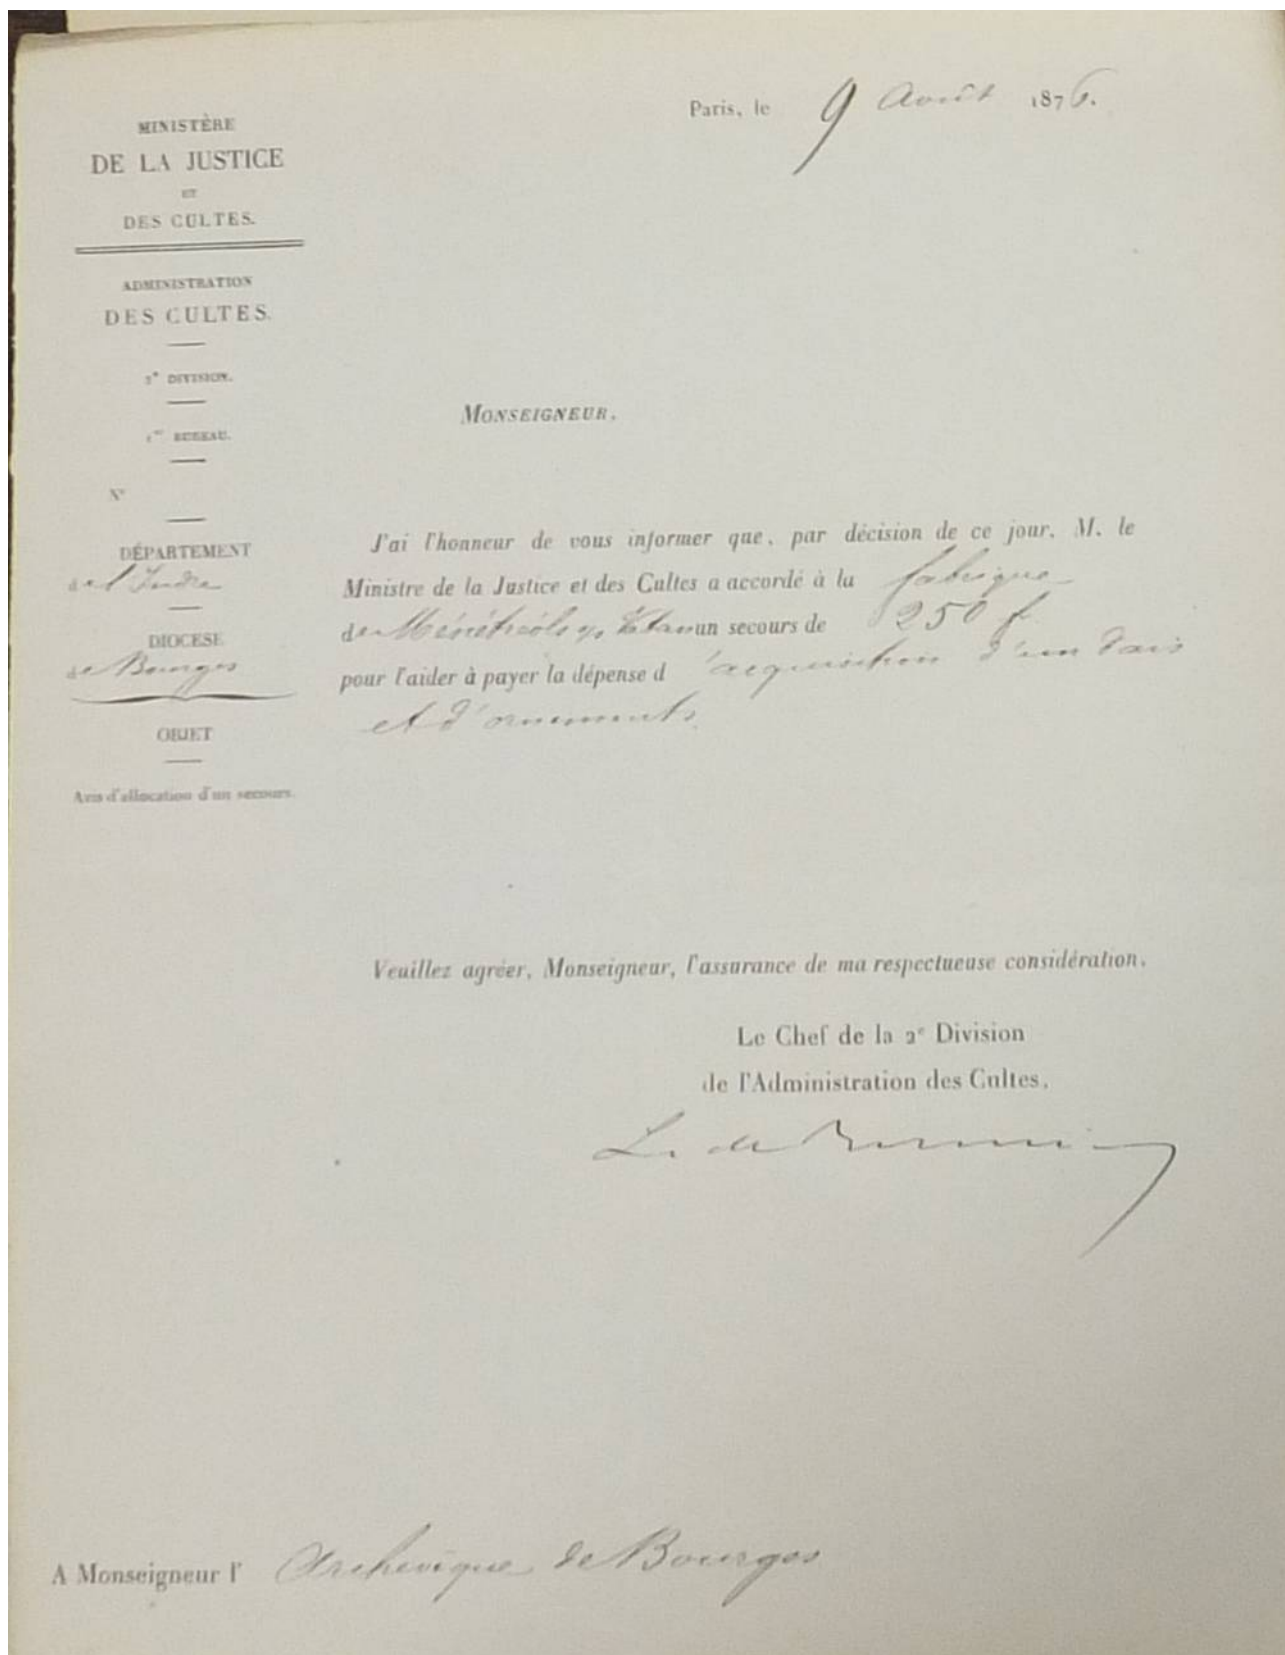 Paris, le 9 Août 1876.
MINISTÈRE
DE LA JUSTICE
ET
DES CULTES.
ADMINISTRATION
DES CULTES.
2e DIVISION.
1er BUREAU.
N°
DÉPARTEMENT
de l'Indre
DIOCESE
de Bourges
OBJET
Avis d'allocation d'un secours.
MONSEIGNEUR,
J'ai l'honneur de vous informer que, par décision de ce jour, M. le
Ministre de la Justice et des Cultes a accordé à la fabrique
de Ménétréols un secours de 250 f
pour l'aider à payer la dépense d'acquisition d'un dais
et d'ornements.
Veuillez agréer, Monseigneur, l'assurance de ma respectueuse considération.
Le Chef de la 2e Division
de l'Administration des Cultes,
A Monseigneur l'Archevêque de Bourges